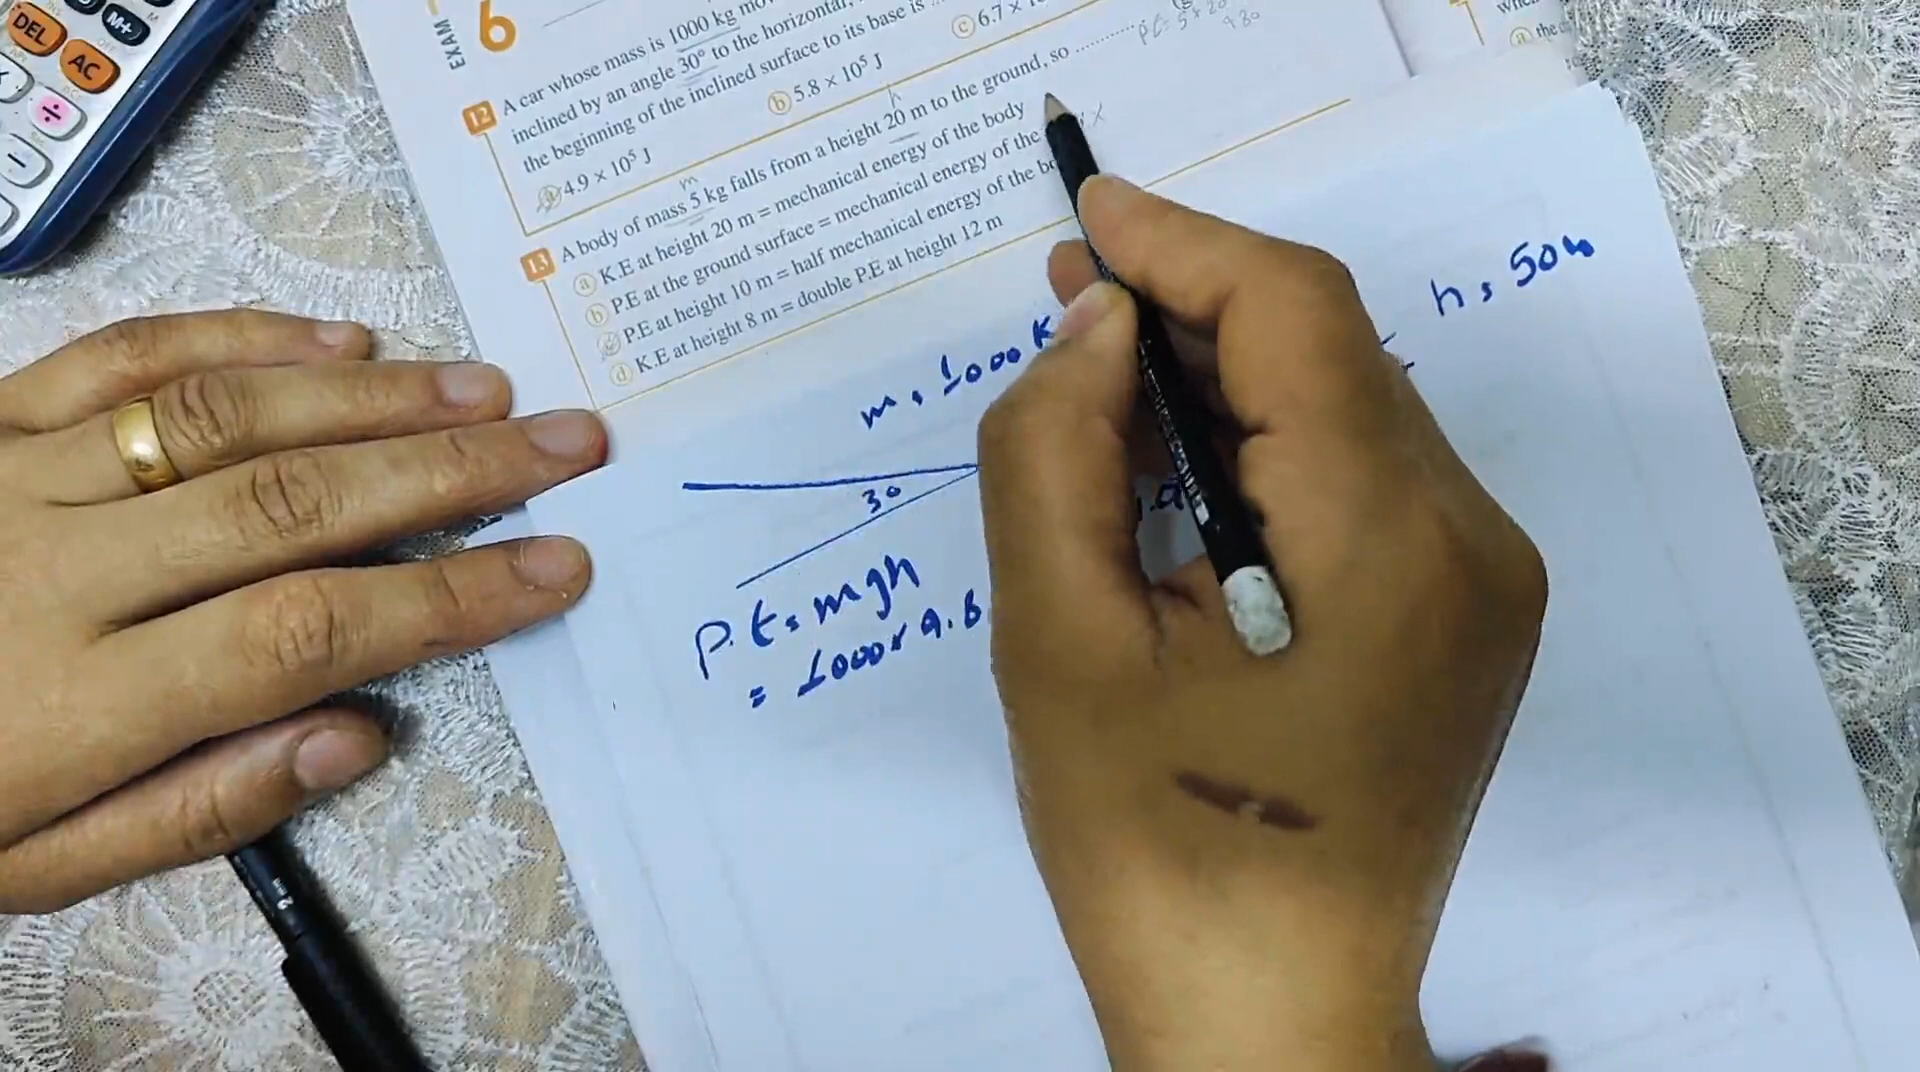 M+
DEL
AC
÷
−
EXAM
6
12 A car whose mass is 1000 kg
inclined by an angle 30° to the horizontal,
the beginning of the inclined surface to its base is
ⓐ 4.9 × 10⁵ J
ⓑ 5.8 × 10⁵ J
ⓒ 6.7 ×
m
h
13 A body of mass 5 kg falls from a height 20 m to the ground, so ............
ⓐ K.E at height 20 m = mechanical energy of the body
ⓑ P.E at the ground surface = mechanical energy of the
ⓒ P.E at height 10 m = half mechanical energy of the
ⓓ K.E at height 8 m = double P.E at height 12 m
ⓐ the
m = 1000 K
h = 50
30
P.E = mgh
= 1000 × 9.8
2